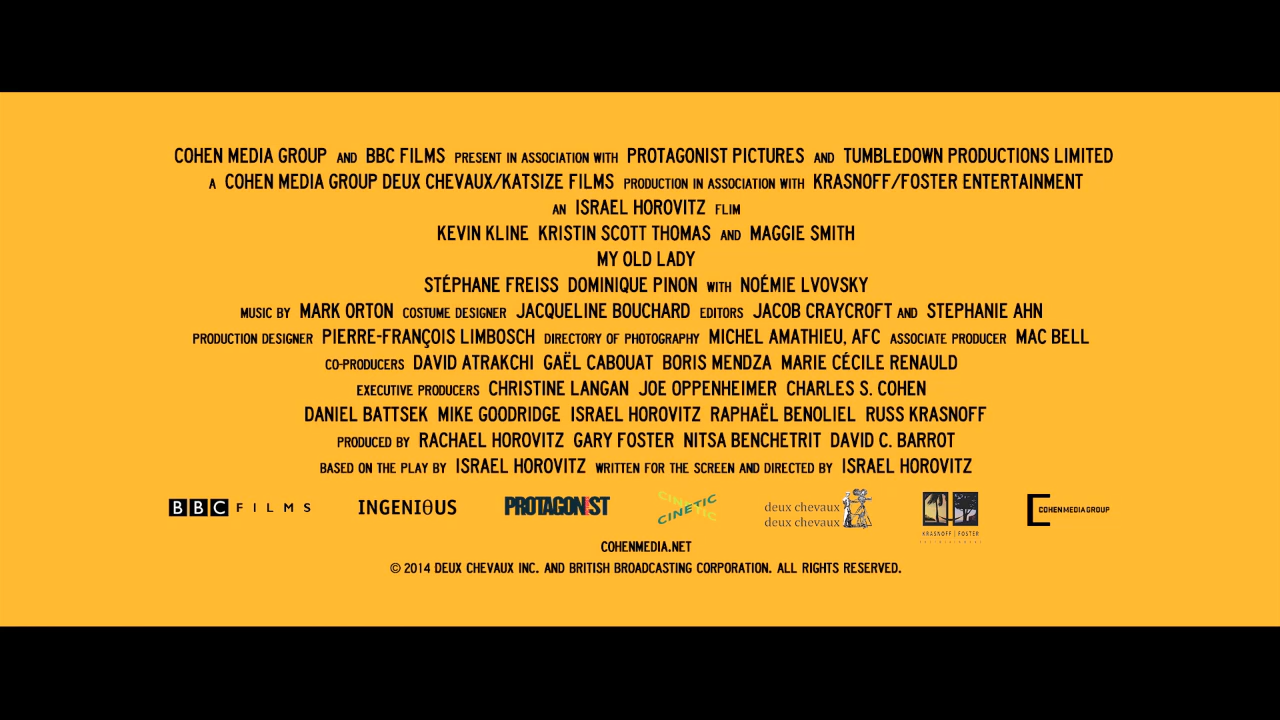 COHEN MEDIA GROUP AND BBC FILMS PRESENT IN ASSOCIATION WITH PROTAGONIST PICTURES AND TUMBLEDOWN PRODUCTIONS LIMITED
A COHEN MEDIA GROUP DEUX CHEVAUX/KATSIZE FILMS PRODUCTION IN ASSOCIATION WITH KRASNOFF/FOSTER ENTERTAINMENT
AN ISRAEL HOROVITZ FLIM
KEVIN KLINE KRISTIN SCOTT THOMAS AND MAGGIE SMITH
MY OLD LADY
STÉPHANE FREISS DOMINIQUE PINON WITH NOÉMIE LVOVSKY
MUSIC BY MARK ORTON COSTUME DESIGNER JACQUELINE BOUCHARD EDITORS JACOB CRAYCROFT AND STEPHANIE AHN
PRODUCTION DESIGNER PIERRE-FRANÇOIS LIMBOSCH DIRECTORY OF PHOTOGRAPHY MICHEL AMATHIEU, AFC ASSOCIATE PRODUCER MAC BELL
CO-PRODUCERS DAVID ATRAKCHI GAËL CABOUAT BORIS MENDZA MARIE CÉCILE RENAULD
EXECUTIVE PRODUCERS CHRISTINE LANGAN JOE OPPENHEIMER CHARLES S. COHEN
DANIEL BATTSEK MIKE GOODRIDGE ISRAEL HOROVITZ RAPHAËL BENOLIEL RUSS KRASNOFF
PRODUCED BY RACHAEL HOROVITZ GARY FOSTER NITSA BENCHETRIT DAVID C. BARROT
BASED ON THE PLAY BY ISRAEL HOROVITZ WRITTEN FOR THE SCREEN AND DIRECTED BY ISRAEL HOROVITZ
BBC FILMS
INGENIθUS
PROTAGONIST
CINETIC
CINETIC
CINETIC
deux chevaux
deux chevaux
KRASNOFF | FOSTER
ENTERTAINMENT
COHEN MEDIA GROUP
COHENMEDIA.NET
© 2014 DEUX CHEVAUX INC. AND BRITISH BROADCASTING CORPORATION. ALL RIGHTS RESERVED.